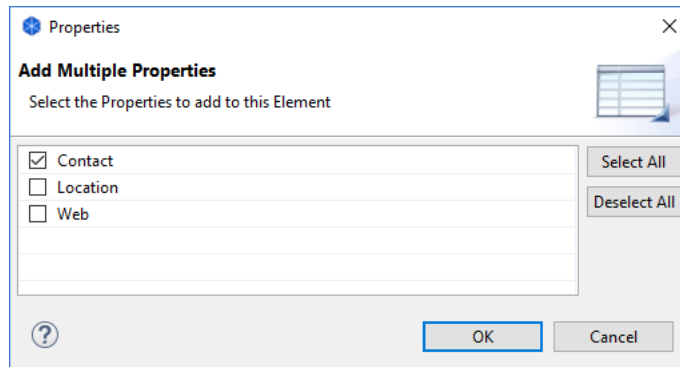 Properties
Add Multiple Properties
Select the Properties to add to this Element
Contact
Select All
Location
Deselect All
Web
?
OK
Cancel